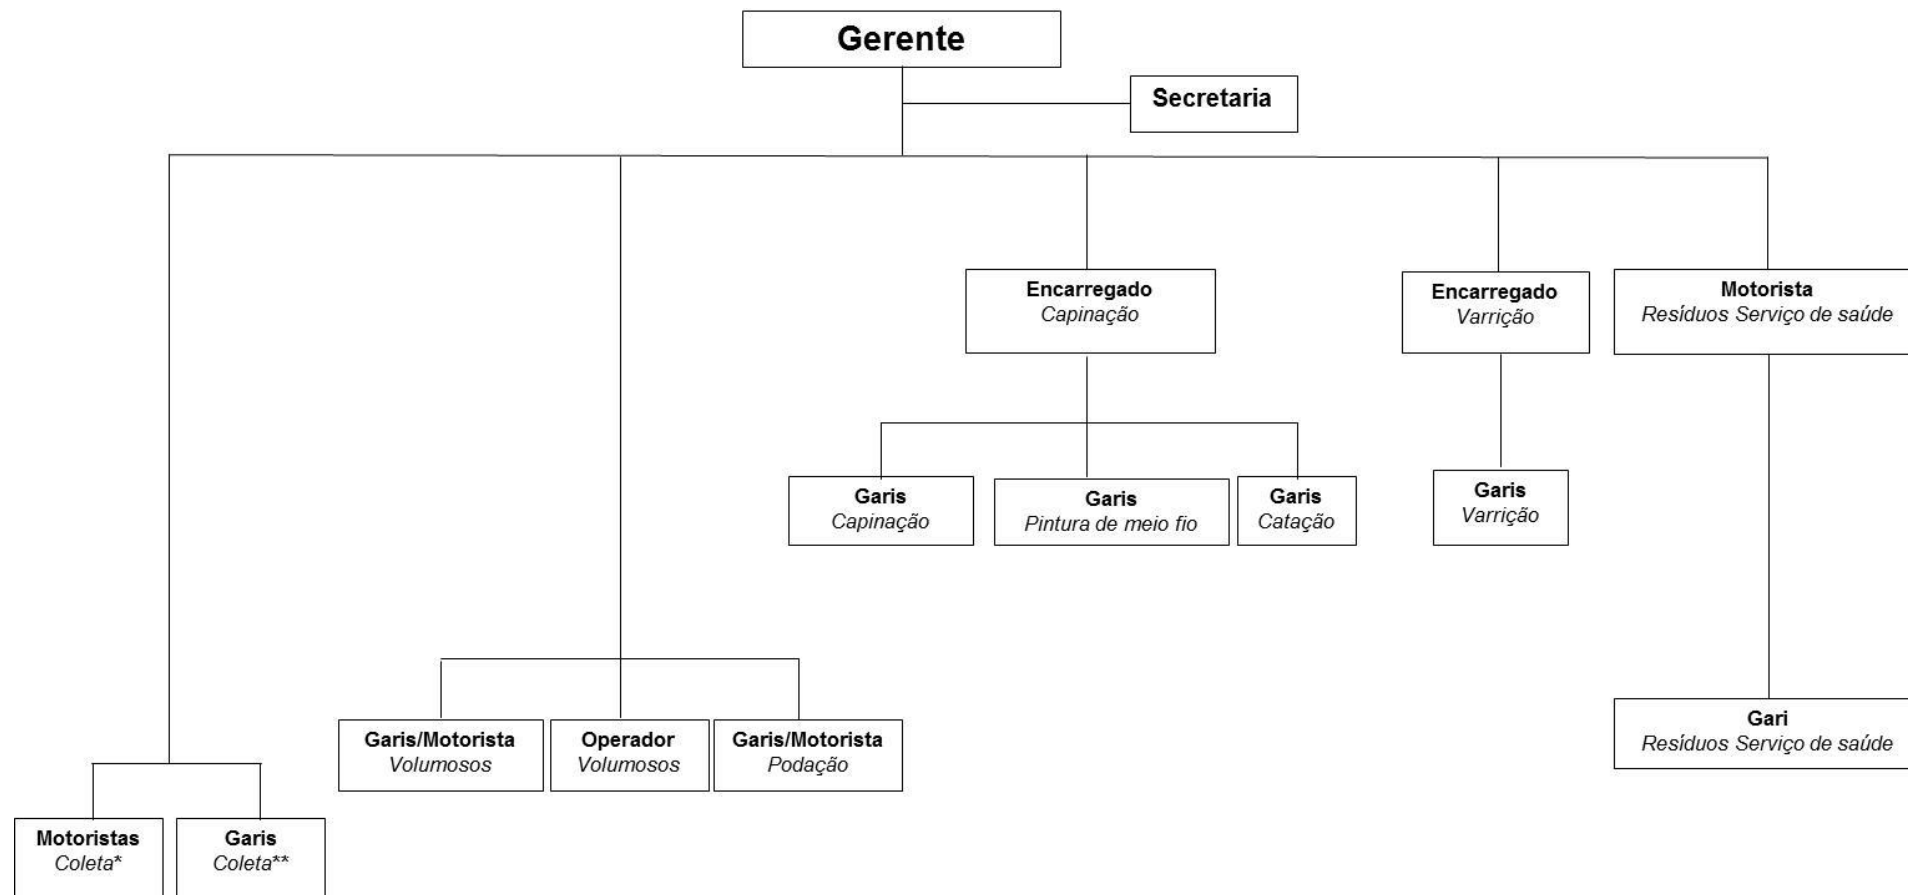 Gerente
Secretaria
Encarregado
Capinação
Encarregado
Varrição
Motorista
Resíduos Serviço de saúde
Garis
Capinação
Garis
Pintura de meio fio
Garis
Catação
Garis
Varrição
Garis/Motorista
Volumosos
Operador
Volumosos
Garis/Motorista
Podação
Gari
Resíduos Serviço de saúde
Motoristas
Coleta*
Garis
Coleta**